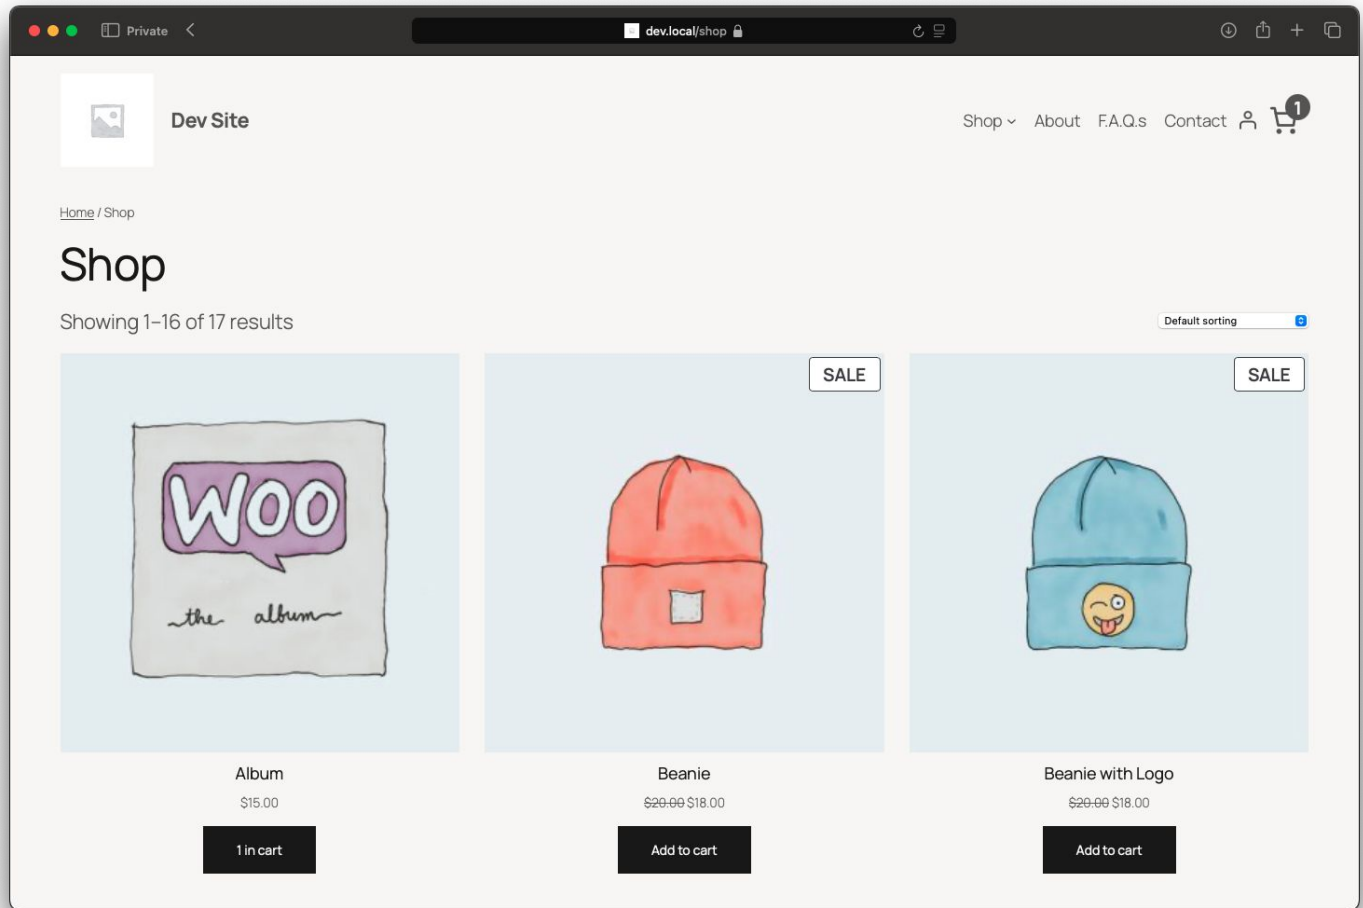 Private
dev.local/shop
Dev Site
Shop About F.A.Q.s Contact 1
Home / Shop
Shop
Showing 1–16 of 17 results
Default sorting
SALE
SALE
WOO
the album
Album
$15.00
1 in cart
Beanie
$20.00 $18.00
Add to cart
Beanie with Logo
$20.00 $18.00
Add to cart